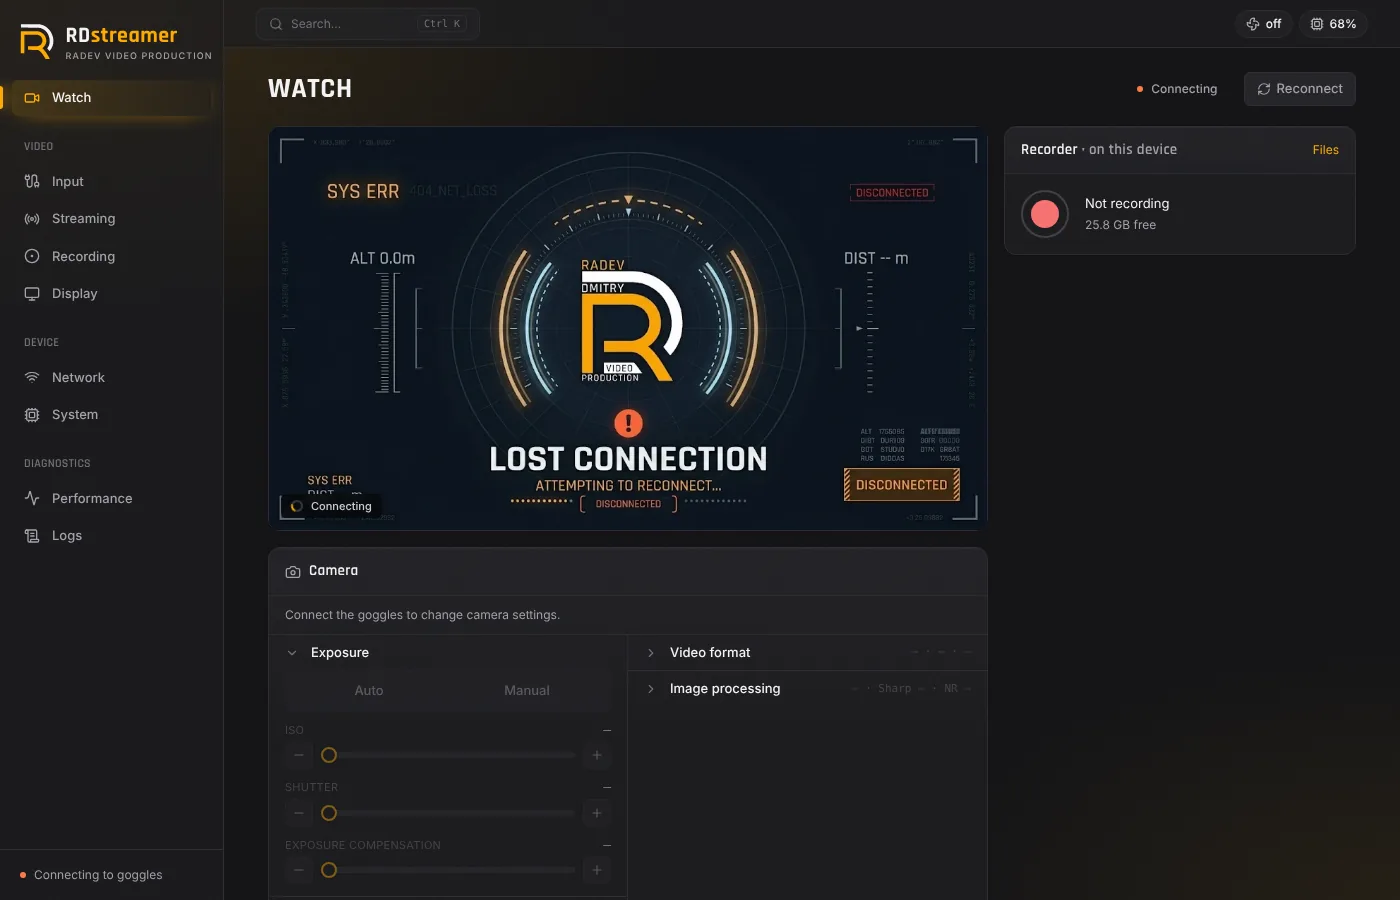 RDstreamer
RADEV VIDEO PRODUCTION
Search...
Ctrl K
off
68%
Watch
VIDEO
Input
Streaming
Recording
Display
DEVICE
Network
System
DIAGNOSTICS
Performance
Logs
Connecting to goggles
WATCH
Connecting
Reconnect
SYS ERR
404_NET_LOSS
DISCONNECTED
ALT 0.0m
DIST -- m
RADEV
DMITRY
VIDEO
PRODUCTION
!
LOST CONNECTION
ATTEMPTING TO RECONNECT...
DISCONNECTED
SYS ERR
Connecting
DISCONNECTED
Recorder · on this device
Files
Not recording
25.8 GB free
Camera
Connect the goggles to change camera settings.
Exposure
Auto
Manual
ISO –
SHUTTER –
EXPOSURE COMPENSATION –
Video format
– · – · –
Image processing
– · Sharp – · NR –